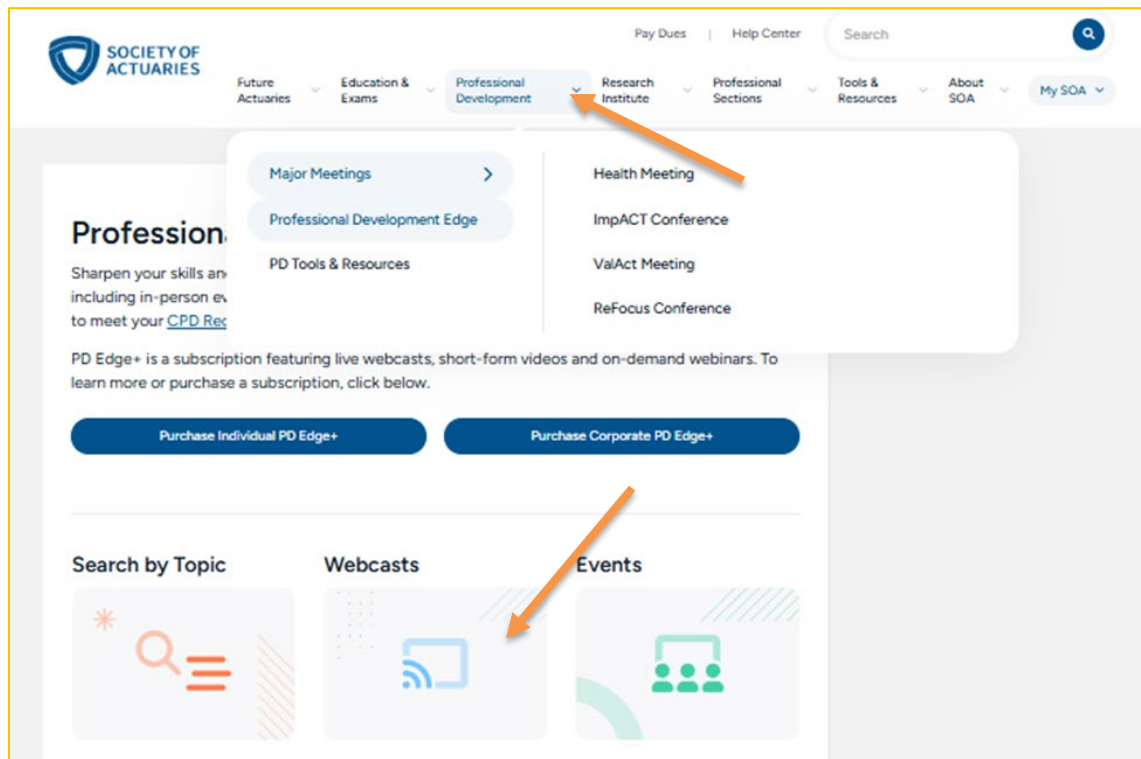 SOCIETY OF
ACTUARIES
Pay Dues | Help Center
Search
Future
Actuaries
Education &
Exams
Professional
Development
Research
Institute
Professional
Sections
Tools &
Resources
About
SOA
My SOA
Major Meetings
Professional Development Edge
PD Tools & Resources
Health Meeting
ImpACT Conference
ValAct Meeting
ReFocus Conference
Profession
Sharpen your skills an
including in-person ev
to meet your CPD Req
PD Edge+ is a subscription featuring live webcasts, short-form videos and on-demand webinars. To
learn more or purchase a subscription, click below.
Purchase Individual PD Edge+
Purchase Corporate PD Edge+
Search by Topic
Webcasts
Events